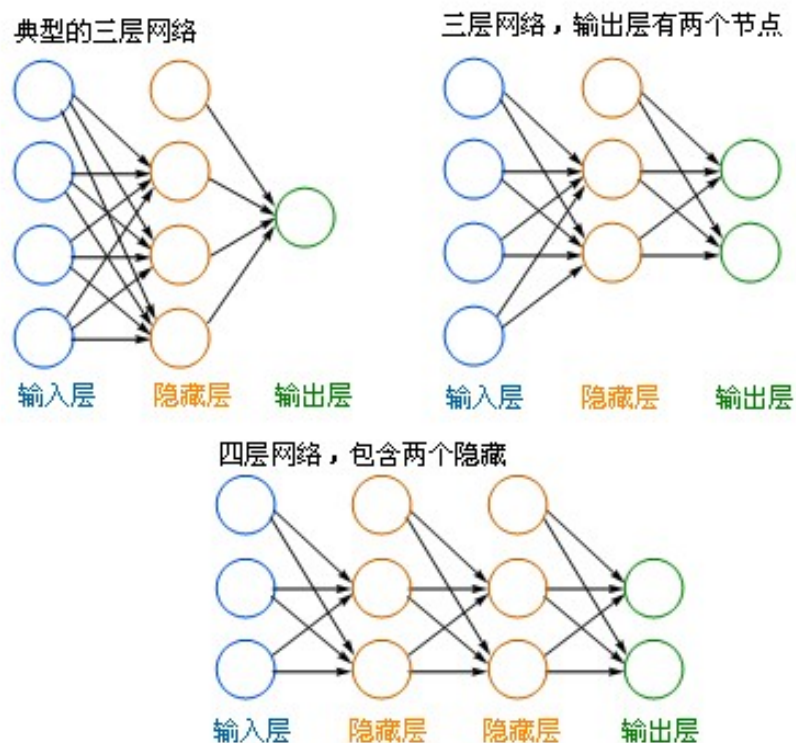 典型的三层网络
三层网络，输出层有两个节点
输入层 隐藏层 输出层
输入层 隐藏层 输出层
四层网络，包含两个隐藏
输入层 隐藏层 隐藏层 输出层